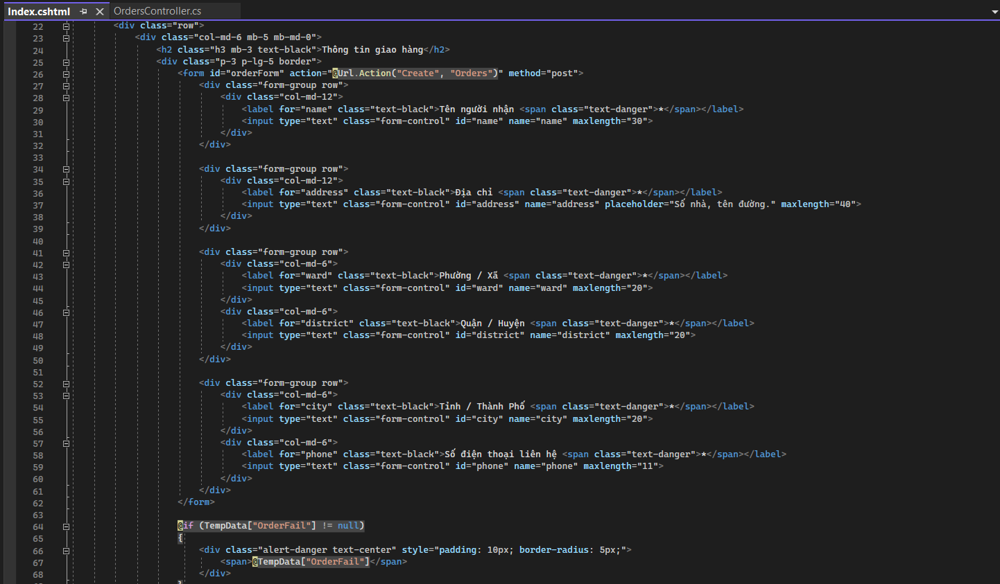 Index.cshtml OrdersController.cs
22 <div class="row">
23 <div class="col-md-6 mb-5 mb-md-0">
24 <h2 class="h3 mb-3 text-black">Thông tin giao hàng</h2>
25 <div class="p-3 p-lg-5 border">
26 <form id="orderForm" action="@Url.Action("Create", "Orders")" method="post">
27 <div class="form-group row">
28 <div class="col-md-12">
29 <label for="name" class="text-black">Tên người nhận <span class="text-danger">*</span></label>
30 <input type="text" class="form-control" id="name" name="name" maxlength="30">
31 </div>
32 </div>
33
34 <div class="form-group row">
35 <div class="col-md-12">
36 <label for="address" class="text-black">Địa chỉ <span class="text-danger">*</span></label>
37 <input type="text" class="form-control" id="address" name="address" placeholder="Số nhà, tên đường." maxlength="40">
38 </div>
39 </div>
40
41 <div class="form-group row">
42 <div class="col-md-6">
43 <label for="ward" class="text-black">Phường / Xã <span class="text-danger">*</span></label>
44 <input type="text" class="form-control" id="ward" name="ward" maxlength="20">
45 </div>
46 <div class="col-md-6">
47 <label for="district" class="text-black">Quận / Huyện <span class="text-danger">*</span></label>
48 <input type="text" class="form-control" id="district" name="district" maxlength="20">
49 </div>
50 </div>
51
52 <div class="form-group row">
53 <div class="col-md-6">
54 <label for="city" class="text-black">Tỉnh / Thành Phố <span class="text-danger">*</span></label>
55 <input type="text" class="form-control" id="city" name="city" maxlength="20">
56 </div>
57 <div class="col-md-6">
58 <label for="phone" class="text-black">Số điện thoại liên hệ <span class="text-danger">*</span></label>
59 <input type="text" class="form-control" id="phone" name="phone" maxlength="11">
60 </div>
61 </div>
62 </form>
63
64 @if (TempData["OrderFail"] != null)
65 {
66 <div class="alert-danger text-center" style="padding: 10px; border-radius: 5px;">
67 <span>@TempData["OrderFail"]</span>
68 </div>